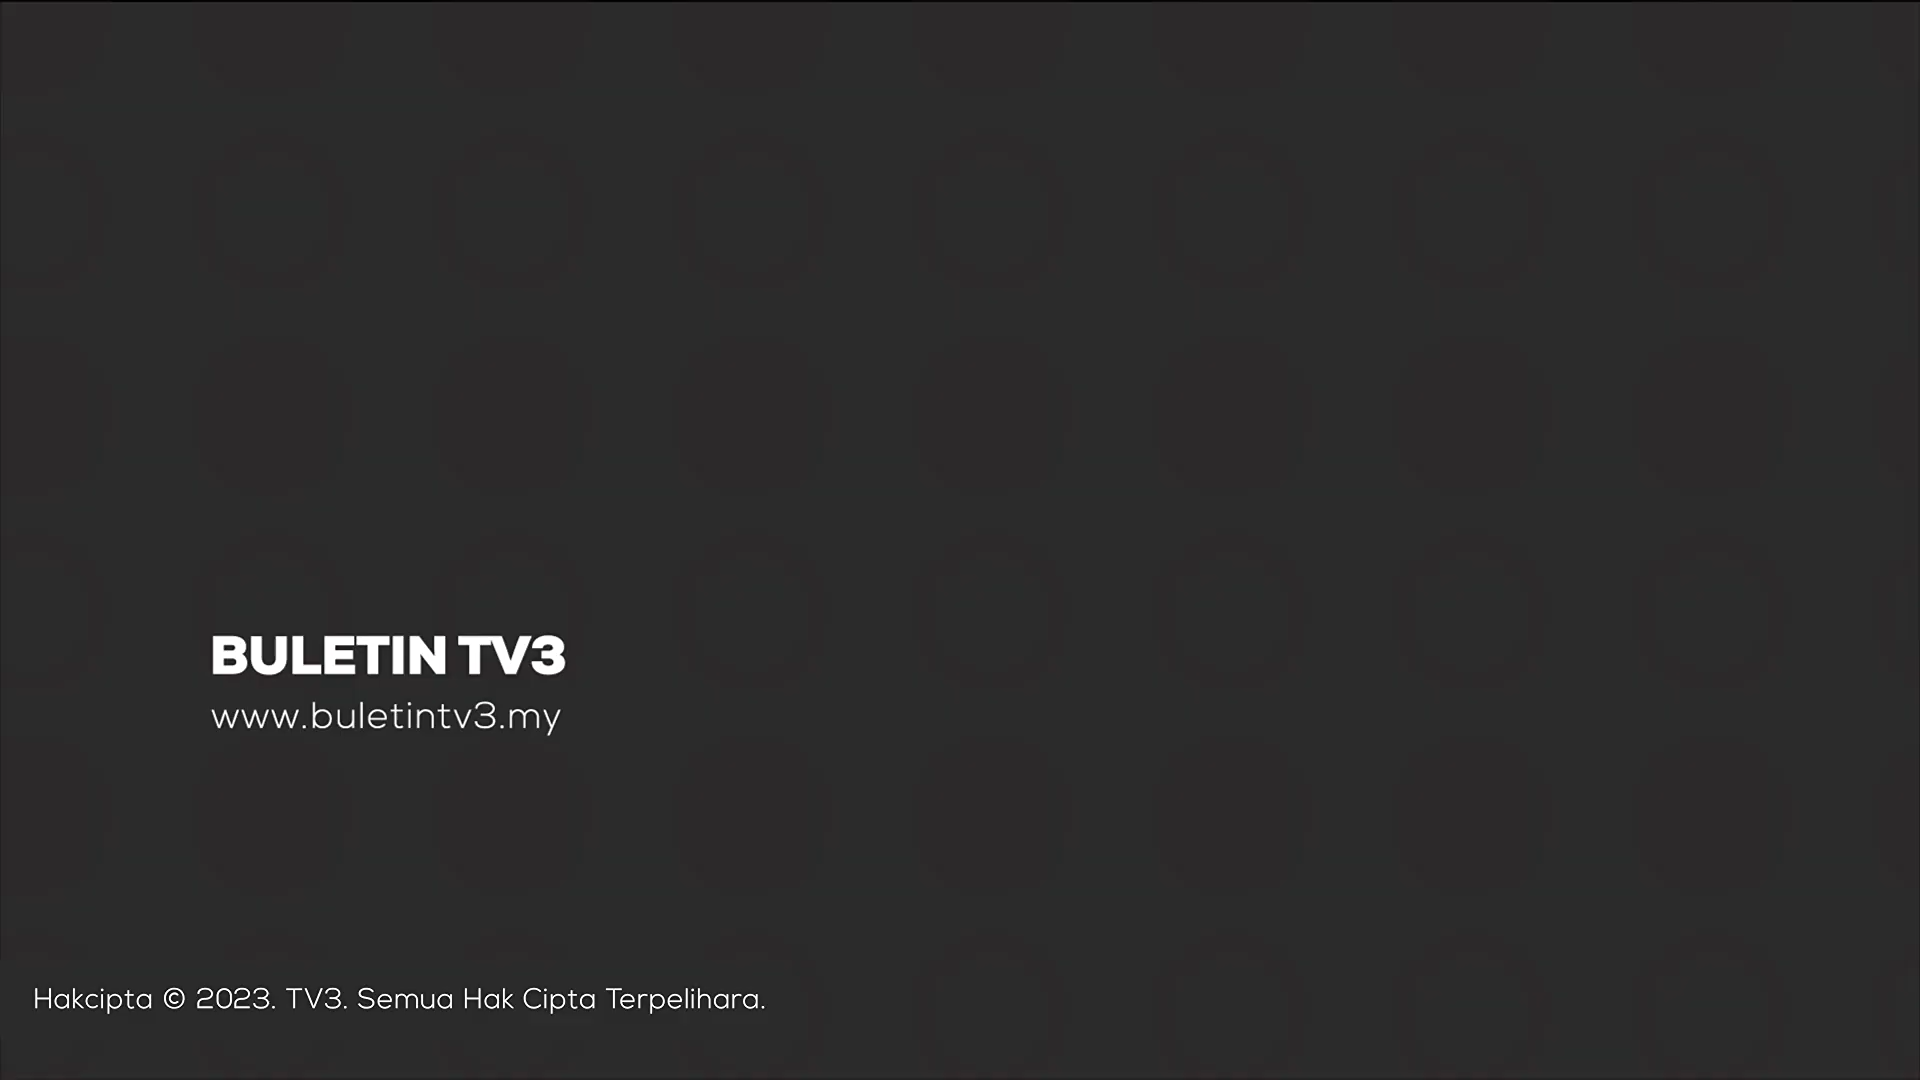 BULETIN TV3
www.buletintv3.my
Hakcipta © 2023. TV3. Semua Hak Cipta Terpelihara.